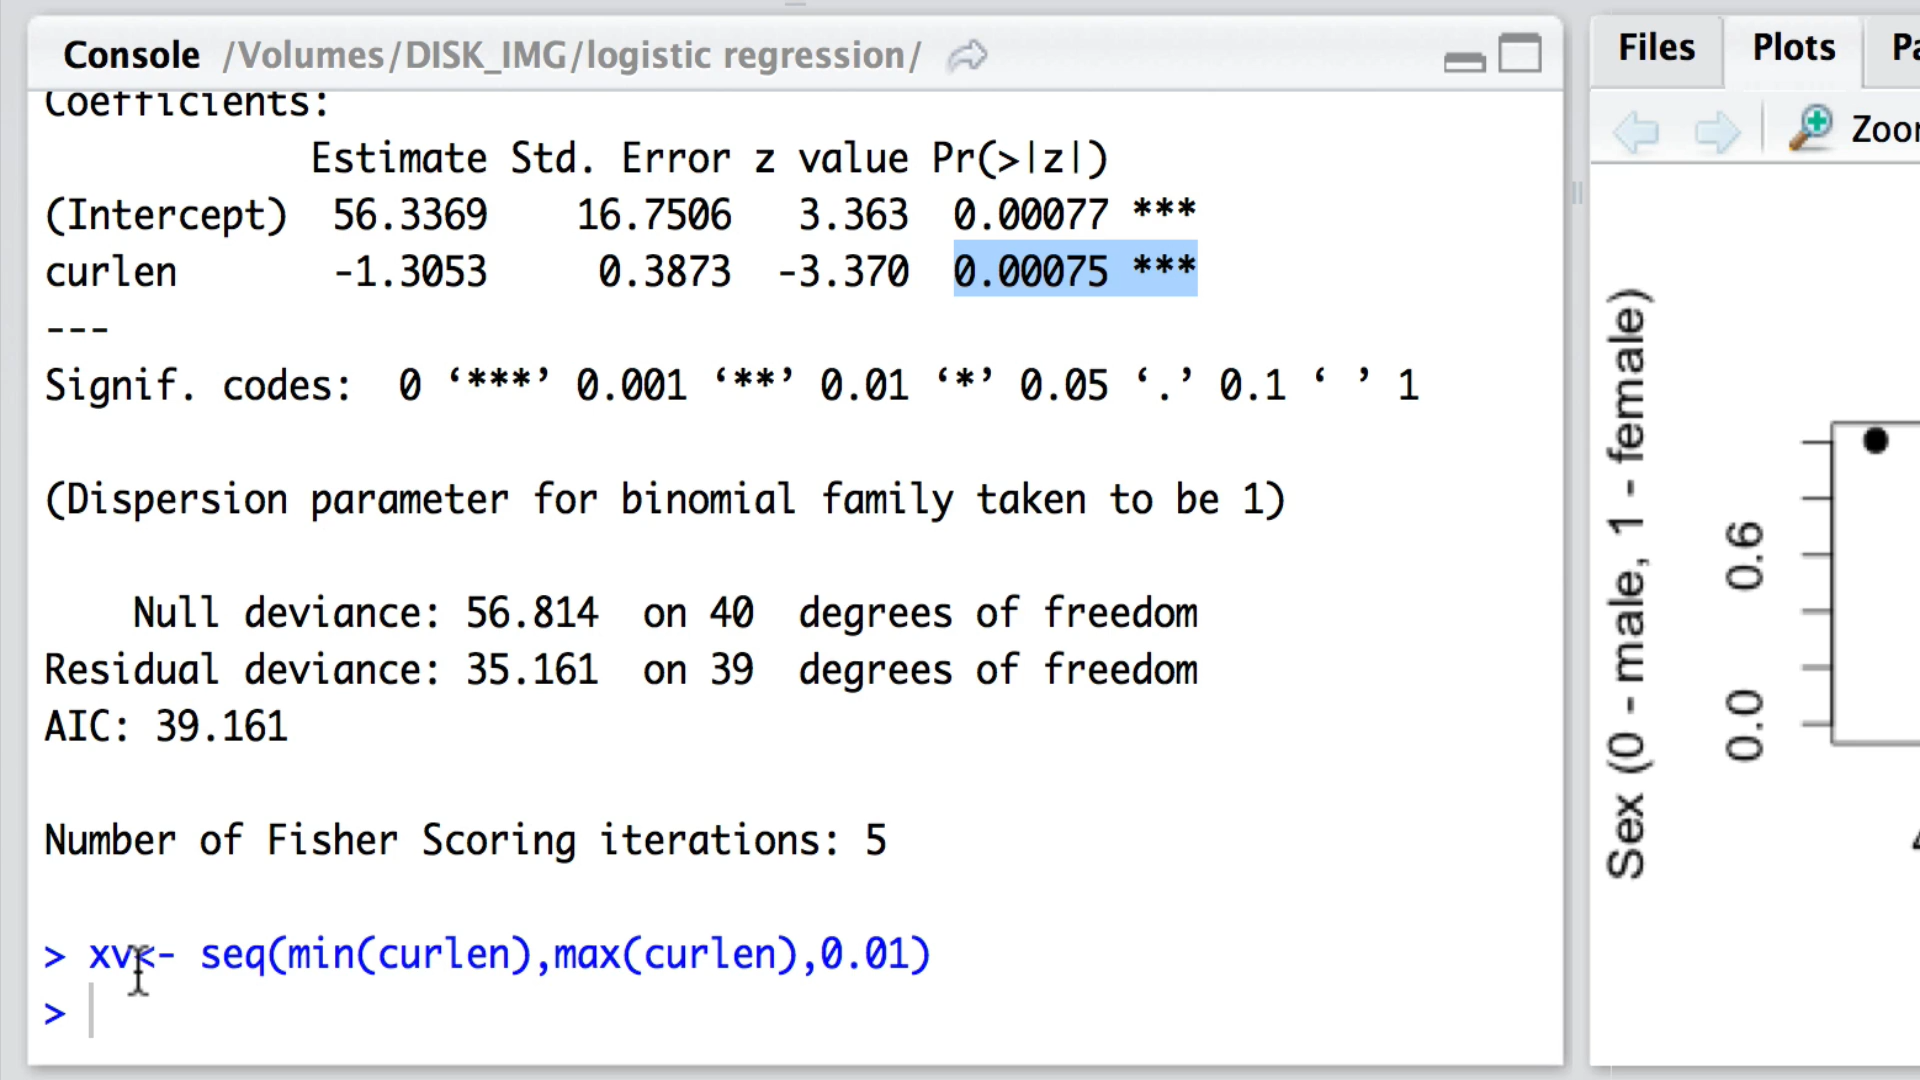 Console /Volumes/DISK_IMG/logistic regression/
Files Plots Pa
Zoor
Coefficients:
Estimate Std. Error z value Pr(>|z|)
(Intercept) 56.3369 16.7506 3.363 0.00077 ***
curlen -1.3053 0.3873 -3.370 0.00075 ***
---
Signif. codes: 0 ‘***’ 0.001 ‘**’ 0.01 ‘*’ 0.05 ‘.’ 0.1 ‘ ’ 1
(Dispersion parameter for binomial family taken to be 1)
Null deviance: 56.814 on 40 degrees of freedom
Residual deviance: 35.161 on 39 degrees of freedom
AIC: 39.161
Number of Fisher Scoring iterations: 5
> xv<- seq(min(curlen),max(curlen),0.01)
>
Sex (0 - male, 1 - female)
0.6
0.0